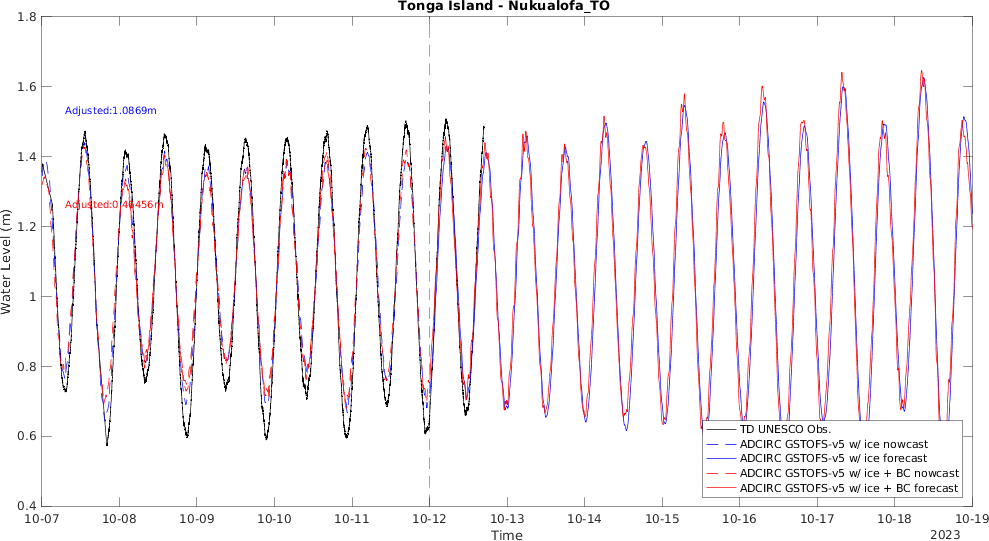 Tonga Island - Nukualofa_TO
1.8
1.6
1.4
1.2
1
0.8
0.6
0.4
Water Level (m)
Adjusted:1.0869m
Adjusted:0.46456m
TD UNESCO Obs.
ADCIRC GSTOFS-v5 w/ ice nowcast
ADCIRC GSTOFS-v5 w/ ice forecast
ADCIRC GSTOFS-v5 w/ ice + BC nowcast
ADCIRC GSTOFS-v5 w/ ice + BC forecast
10-07 10-08 10-09 10-10 10-11 10-12 10-13 10-14 10-15 10-16 10-17 10-18 10-19
Time
2023